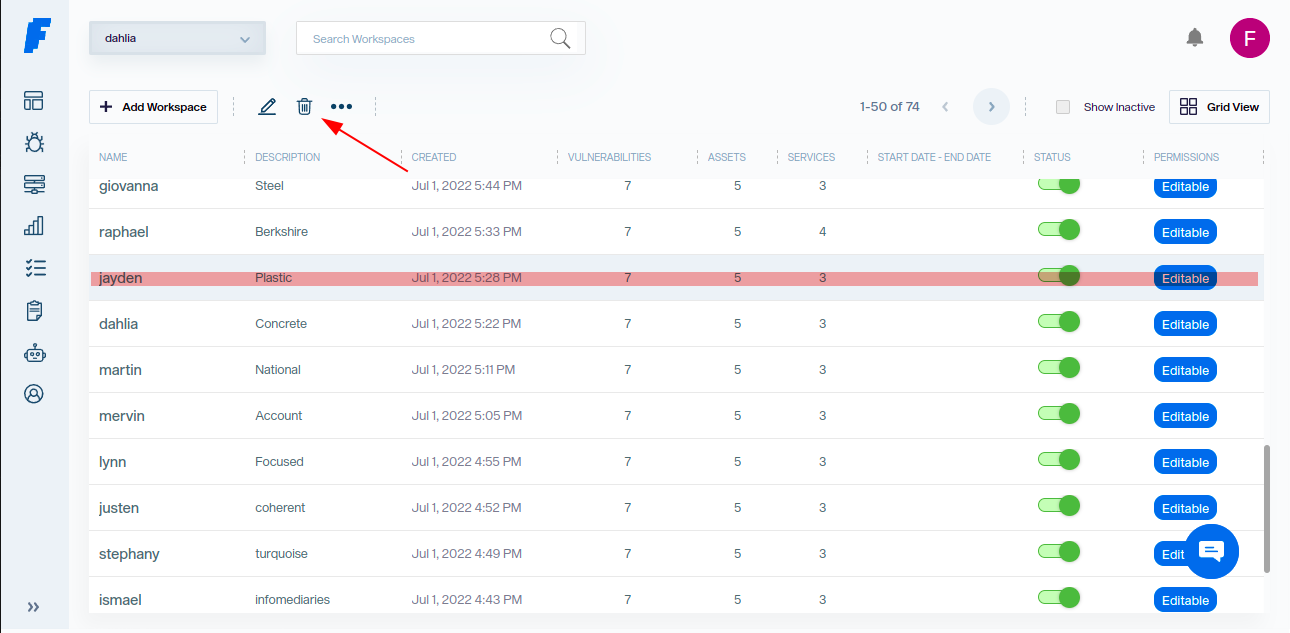 dahlia
Search Workspaces
F
Add Workspace
1-50 of 74
Show Inactive
Grid View
NAME DESCRIPTION CREATED VULNERABILITIES ASSETS SERVICES START DATE - END DATE STATUS PERMISSIONS
giovanna Steel Jul 1, 2022 5:44 PM 7 5 3 Editable
raphael Berkshire Jul 1, 2022 5:33 PM 7 5 4 Editable
jayden Plastic Jul 1, 2022 5:28 PM 7 5 3 Editable
dahlia Concrete Jul 1, 2022 5:22 PM 7 5 3 Editable
martin National Jul 1, 2022 5:11 PM 7 5 3 Editable
mervin Account Jul 1, 2022 5:05 PM 7 5 3 Editable
lynn Focused Jul 1, 2022 4:55 PM 7 5 3 Editable
justen coherent Jul 1, 2022 4:52 PM 7 5 3 Editable
stephany turquoise Jul 1, 2022 4:49 PM 7 5 3 Edit
ismael infomediaries Jul 1, 2022 4:43 PM 7 5 3 Editable